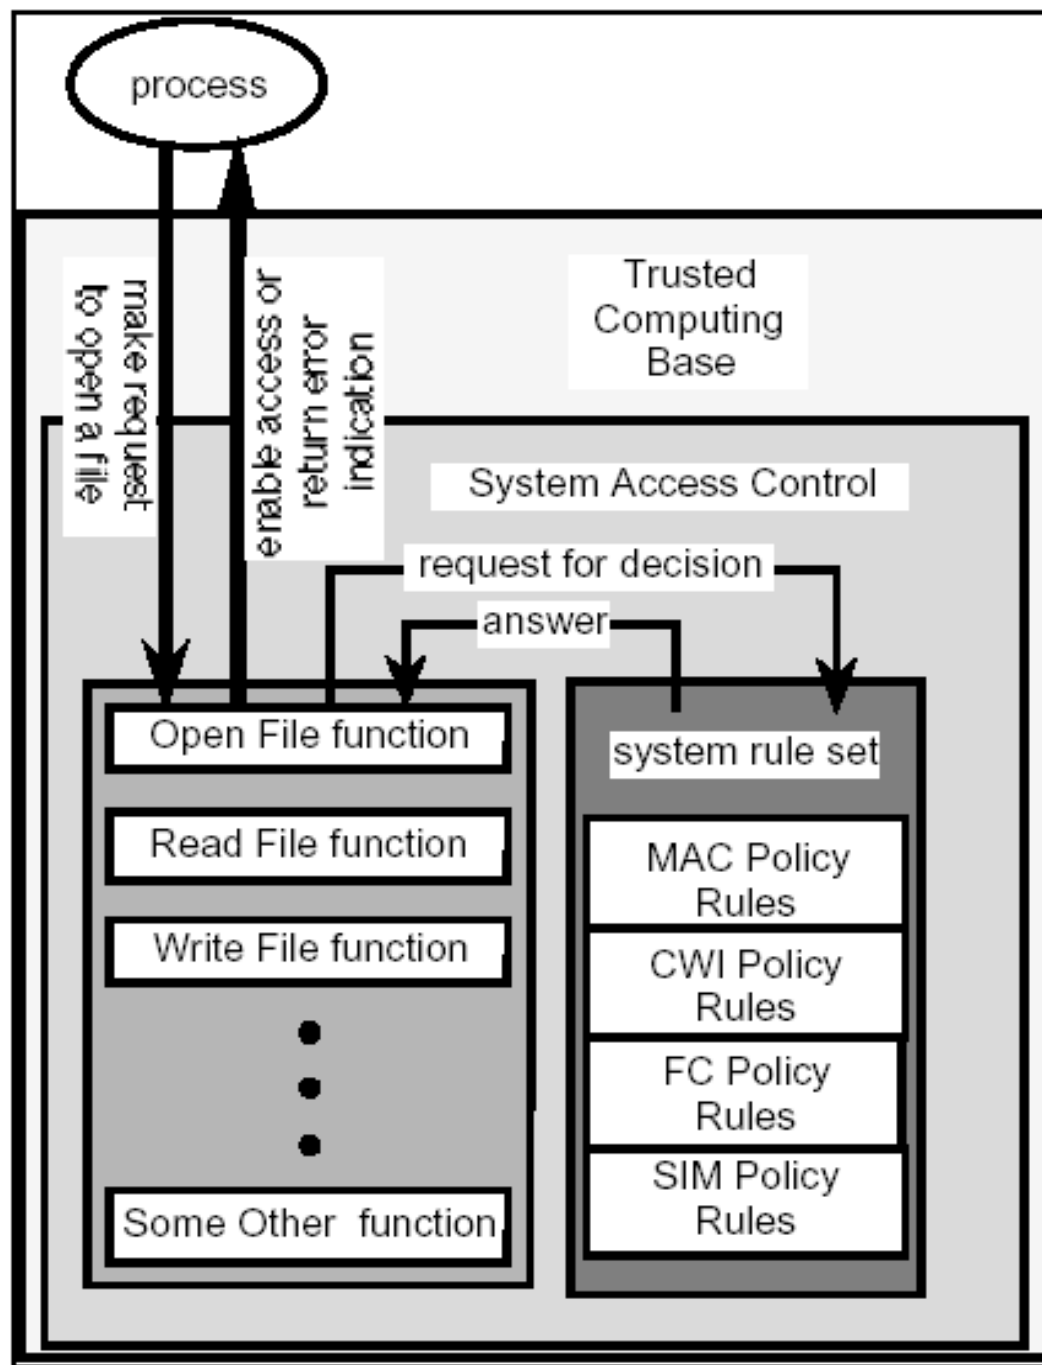 process
make request
to open a file
enable access or
return error
indication
Trusted
Computing
Base
System Access Control
request for decision
answer
Open File function
Read File function
Write File function
Some Other function
system rule set
MAC Policy
Rules
CWI Policy
Rules
FC Policy
Rules
SIM Policy
Rules